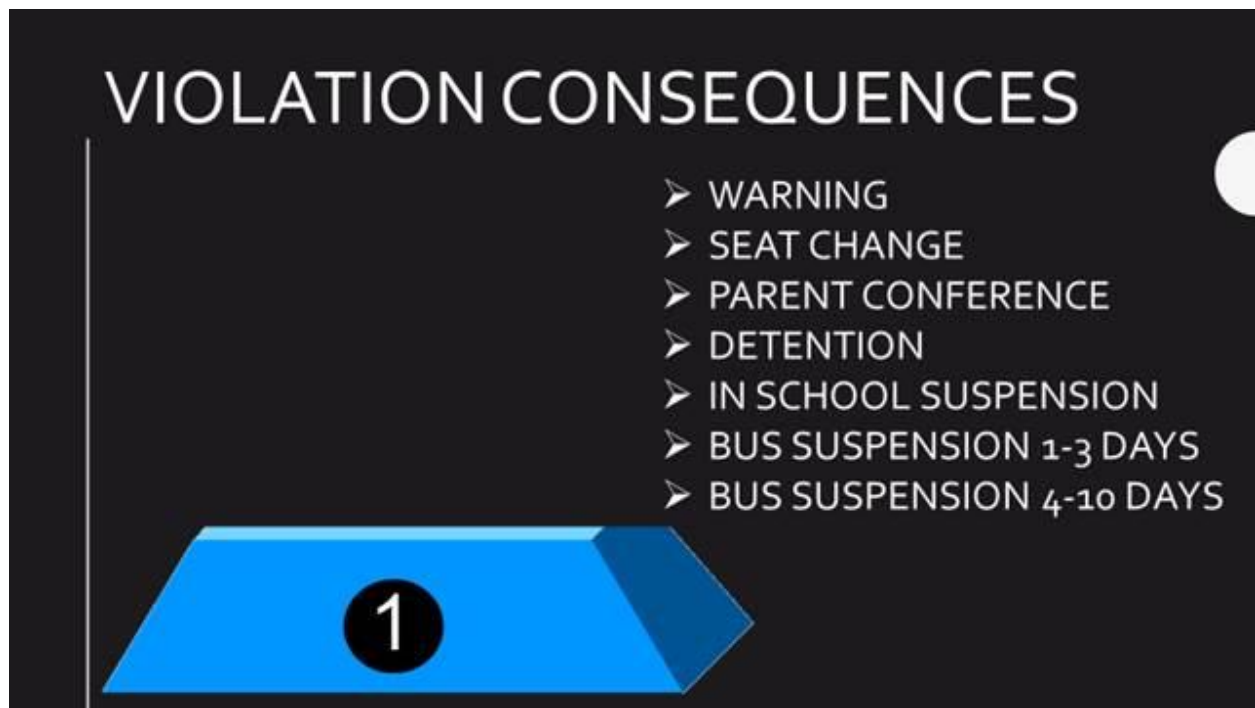 VIOLATION CONSEQUENCES
➢ WARNING
➢ SEAT CHANGE
➢ PARENT CONFERENCE
➢ DETENTION
➢ IN SCHOOL SUSPENSION
➢ BUS SUSPENSION 1-3 DAYS
➢ BUS SUSPENSION 4-10 DAYS
1